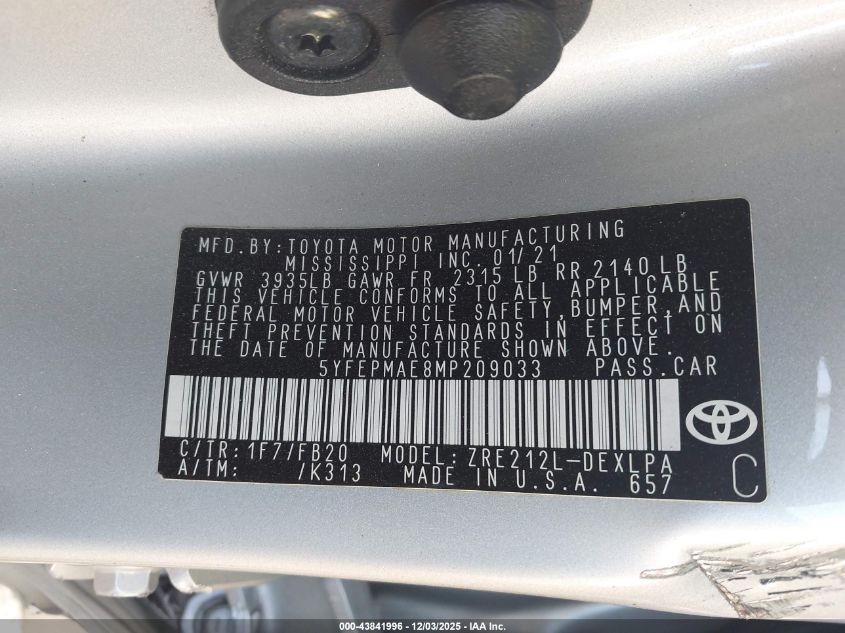 MFD. BY: TOYOTA MOTOR MANUFACTURING
MISSISSIPPI INC. 01/21
GVWR 3935LB GAWR FR 2315 LB RR 2140 LB
THIS VEHICLE CONFORMS TO ALL APPLICABLE
FEDERAL MOTOR VEHICLE SAFETY, BUMPER, AND
THEFT PREVENTION STANDARDS IN EFFECT ON
THE DATE OF MANUFACTURE SHOWN ABOVE.
5YFEPMAE8MP209033 PASS. CAR
C/TR: 1F7/FB20 MODEL: ZRE212L-DEXLPA
A/TM: /K313 MADE IN U.S.A. 657 C
000-43841996 - 12/03/2025 - IAA Inc.